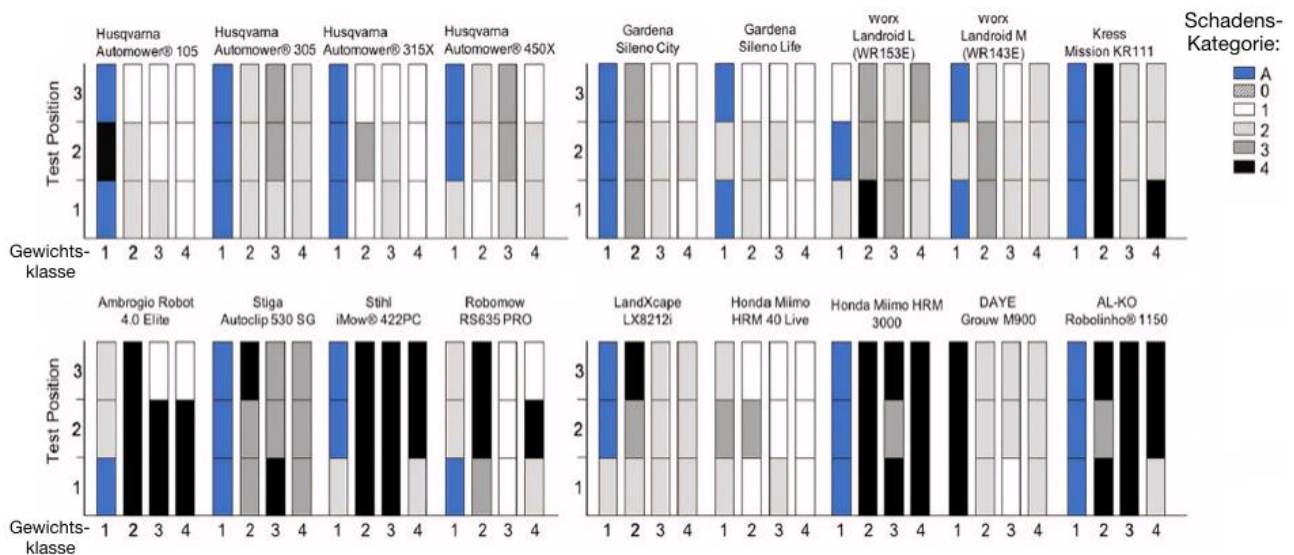 Husqvarna
Automower® 105
Husqvarna
Automower® 305
Husqvarna
Automower® 315X
Husqvarna
Automower® 450X
Gardena
Sileno City
Gardena
Sileno Life
Worx
Landroid L
(WR153E)
Worx
Landroid M
(WR143E)
Kress
Mission KR111
Schadens-
Kategorie:
A
0
1
2
3
4
Test Position
3
2
1
3
2
1
Gewichts-
klasse
1 2 3 4 1 2 3 4 1 2 3 4 1 2 3 4 1 2 3 4 1 2 3 4 1 2 3 4 1 2 3 4 1 2 3 4
Ambrogio Robot
4.0 Elite
Stiga
Autoclip 530 SG
Stihl
iMow® 422PC
Robomow
RS635 PRO
LandXcape
LX8212i
Honda Miimo
HRM 40 Live
Honda Miimo HRM
3000
DAYE
Grouw M900
AL-KO
Robolinho® 1150
Test Position
3
2
1
3
2
1
Gewichts-
klasse
1 2 3 4 1 2 3 4 1 2 3 4 1 2 3 4 1 2 3 4 1 2 3 4 1 2 3 4 1 2 3 4 1 2 3 4